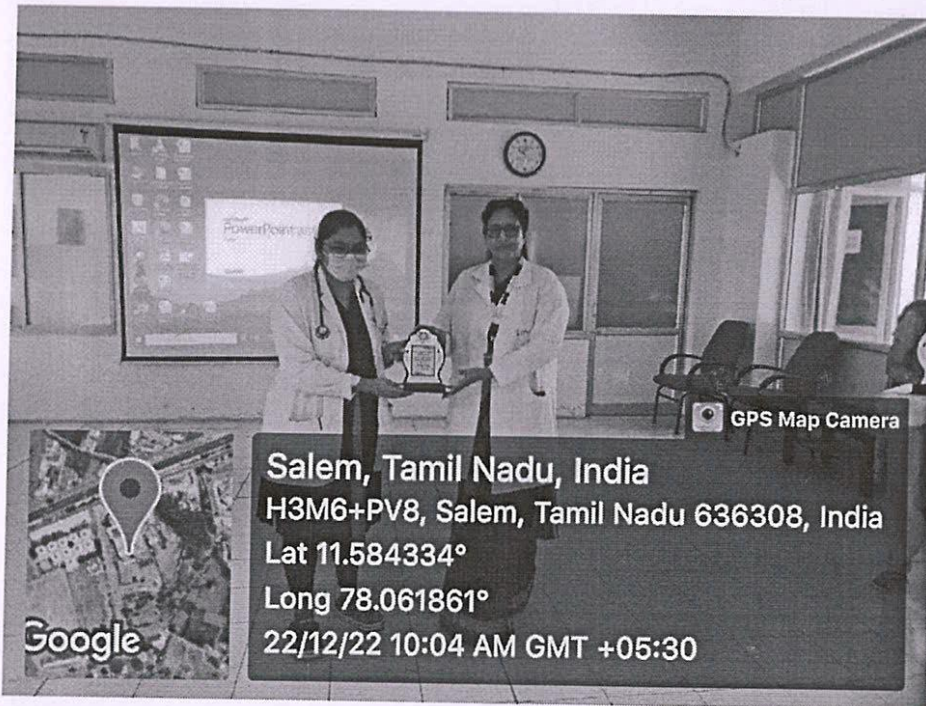 PowerPoint
GPS Map Camera
Salem, Tamil Nadu, India
H3M6+PV8, Salem, Tamil Nadu 636308, India
Lat 11.584334°
Long 78.061861°
22/12/22 10:04 AM GMT +05:30
Google